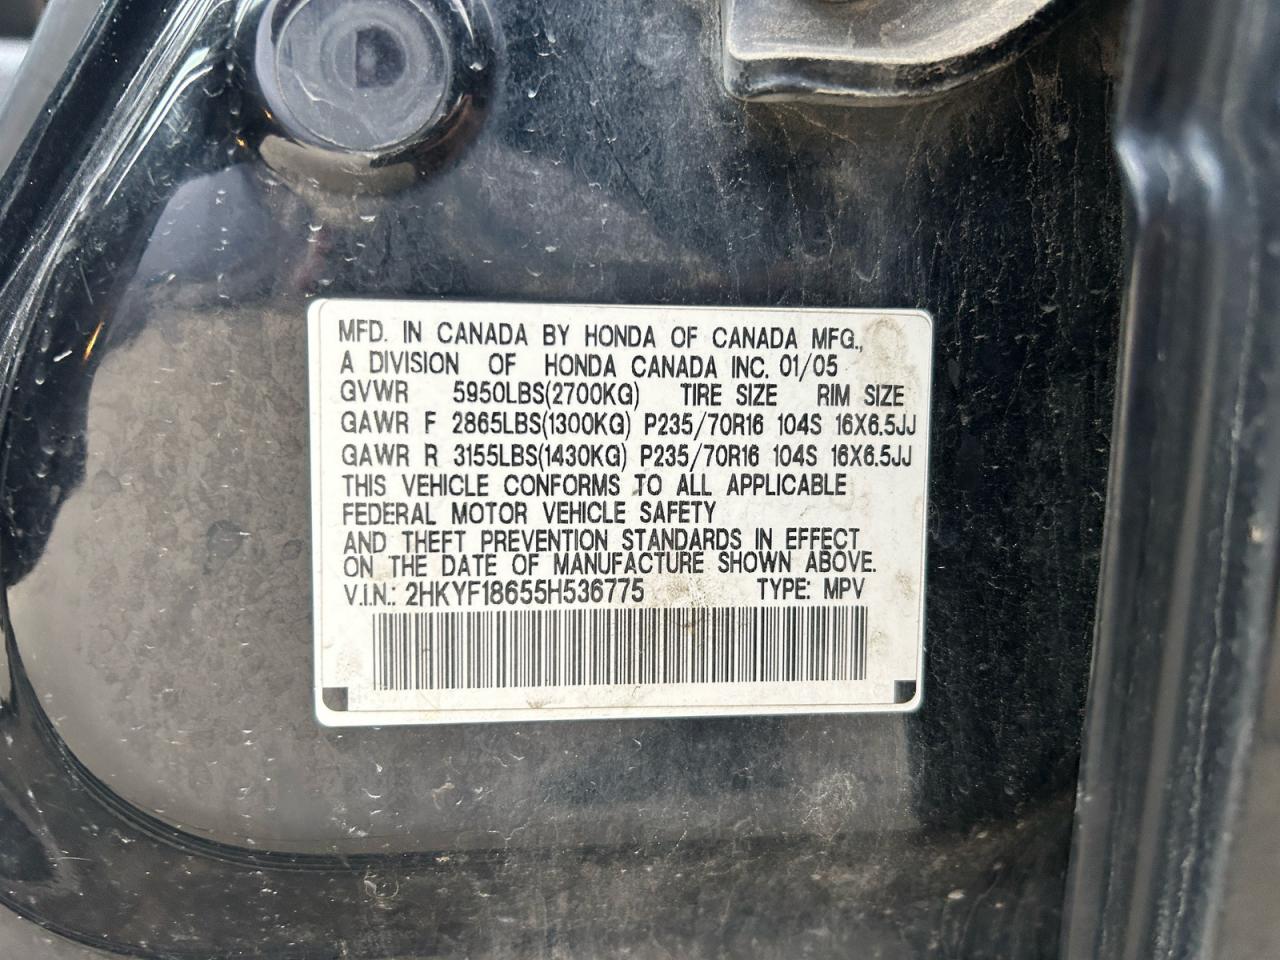 MFD. IN CANADA BY HONDA OF CANADA MFG.,
A DIVISION OF HONDA CANADA INC. 01/05
GVWR 5950LBS(2700KG) TIRE SIZE RIM SIZE
GAWR F 2865LBS(1300KG) P235/70R16 104S 16X6.5JJ
GAWR R 3155LBS(1430KG) P235/70R16 104S 16X6.5JJ
THIS VEHICLE CONFORMS TO ALL APPLICABLE
FEDERAL MOTOR VEHICLE SAFETY
AND THEFT PREVENTION STANDARDS IN EFFECT
ON THE DATE OF MANUFACTURE SHOWN ABOVE.
V.I.N.: 2HKYF18655H536775 TYPE: MPV